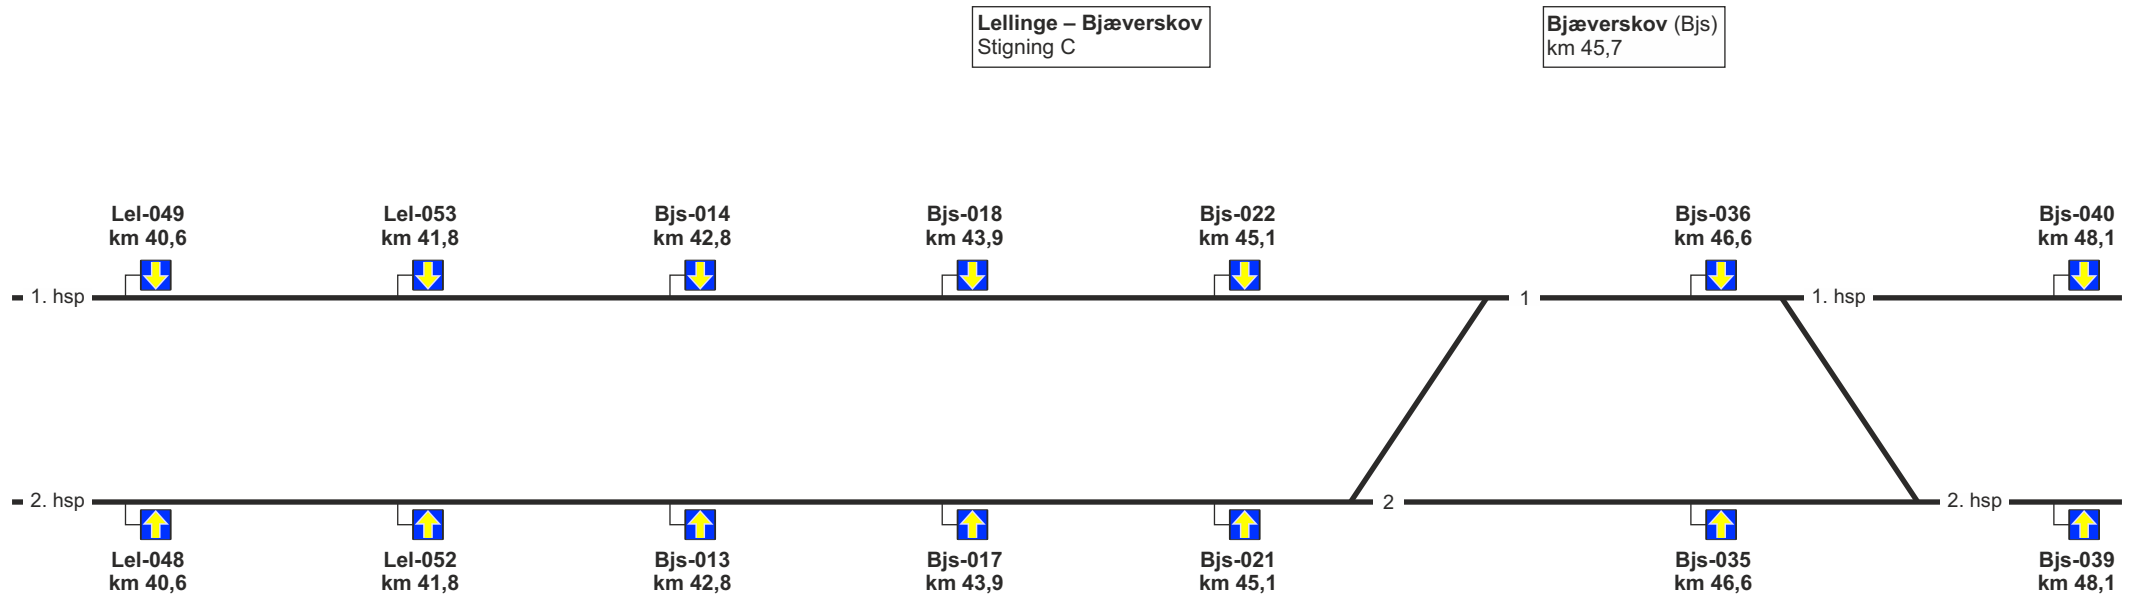 Lellinge – Bjæverskov
Stigning C
Bjæverskov (Bjs)
km 45,7
Lel-049
km 40,6
Lel-053
km 41,8
Bjs-014
km 42,8
Bjs-018
km 43,9
Bjs-022
km 45,1
Bjs-036
km 46,6
Bjs-040
km 48,1
1. hsp
1
1. hsp
2. hsp
2
2. hsp
Lel-048
km 40,6
Lel-052
km 41,8
Bjs-013
km 42,8
Bjs-017
km 43,9
Bjs-021
km 45,1
Bjs-035
km 46,6
Bjs-039
km 48,1